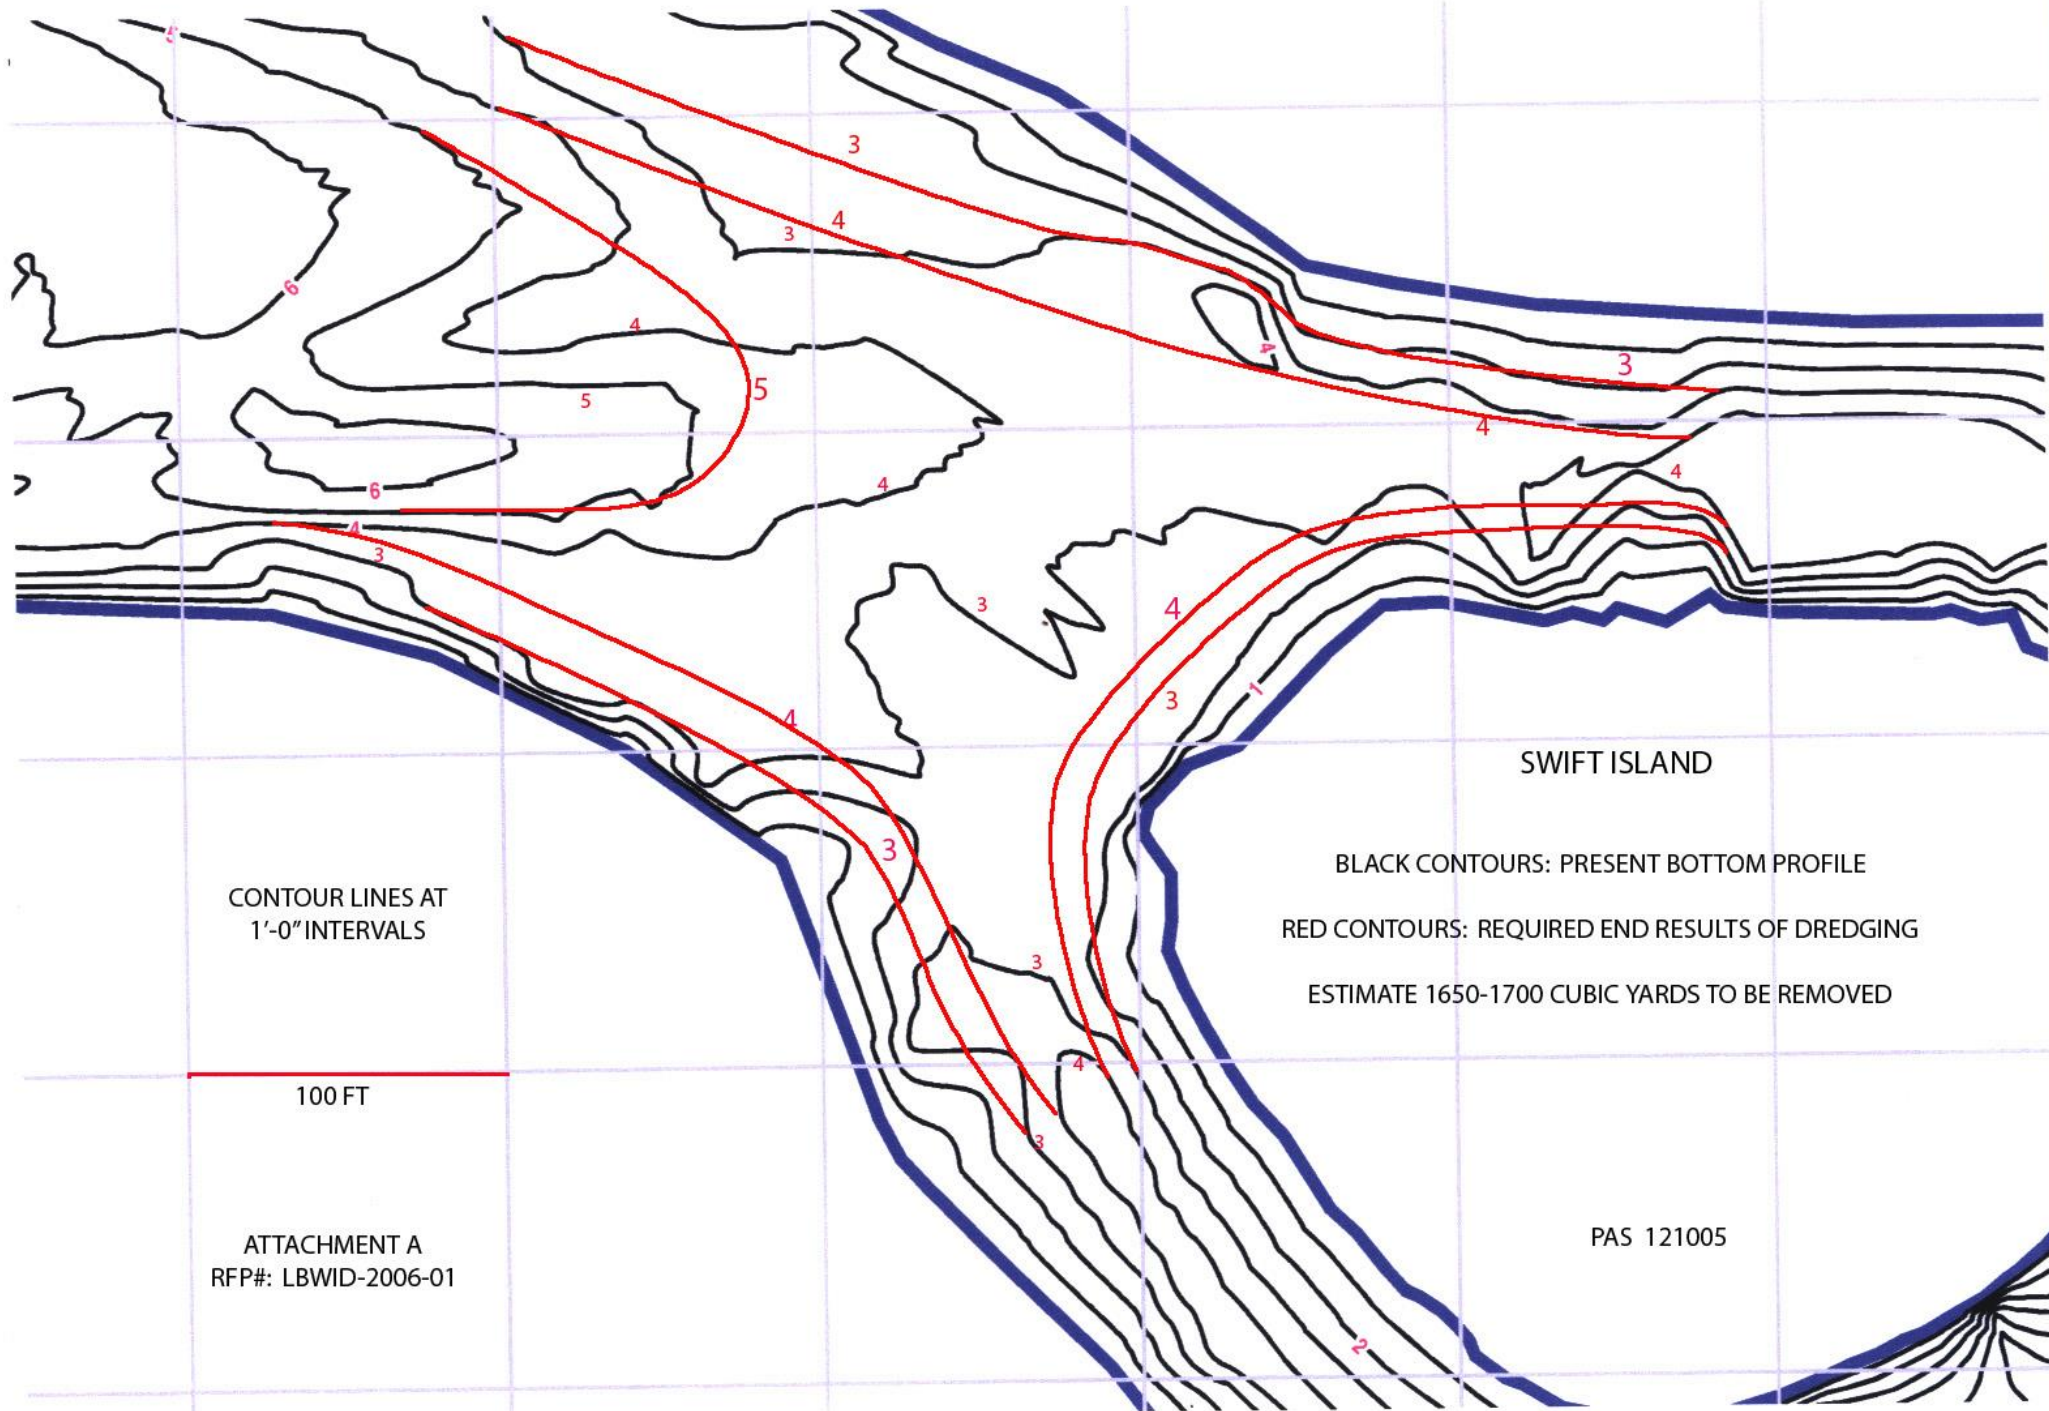 5
3
4
3
6
4
4
3
5
5
4
4
6
4
4
3
3
4
3
4
1
SWIFT ISLAND
3
BLACK CONTOURS: PRESENT BOTTOM PROFILE
CONTOUR LINES AT
1'-0" INTERVALS
RED CONTOURS: REQUIRED END RESULTS OF DREDGING
3
ESTIMATE 1650-1700 CUBIC YARDS TO BE REMOVED
4
100 FT
3
ATTACHMENT A
RFP#: LBWID-2006-01
PAS 121005
2